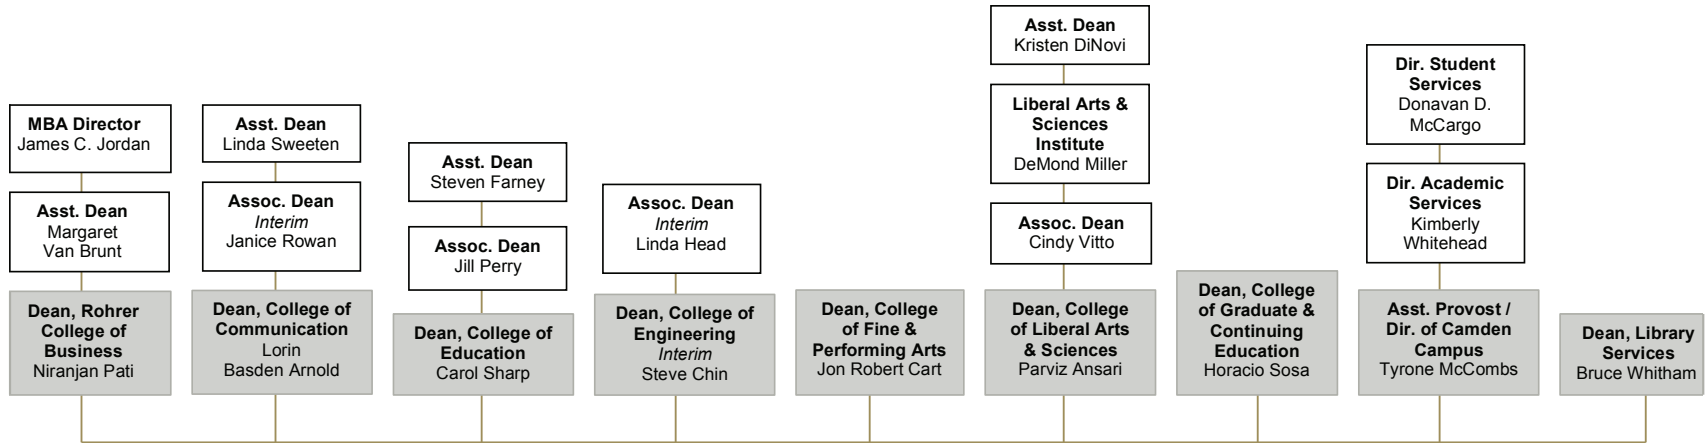 Asst. Dean
Kristen DiNovi
Liberal Arts &
Sciences
Institute
DeMond Miller
Assoc. Dean
Cindy Vitto
Dir. Student
Services
Donavan D.
McCargo
Dir. Academic
Services
Kimberly
Whitehead
MBA Director
James C. Jordan
Asst. Dean
Margaret
Van Brunt
Asst. Dean
Linda Sweeten
Assoc. Dean
Interim
Janice Rowan
Asst. Dean
Steven Farney
Assoc. Dean
Jill Perry
Assoc. Dean
Interim
Linda Head
Dean, Rohrer
College of
Business
Niranjan Pati
Dean, College of
Communication
Lorin
Basden Arnold
Dean, College of
Education
Carol Sharp
Dean, College of
Engineering
Interim
Steve Chin
Dean, College
of Fine &
Performing Arts
Jon Robert Cart
Dean, College
of Liberal Arts
& Sciences
Parviz Ansari
Dean, College
of Graduate &
Continuing
Education
Horacio Sosa
Asst. Provost /
Dir. of Camden
Campus
Tyrone McCombs
Dean, Library
Services
Bruce Whitham